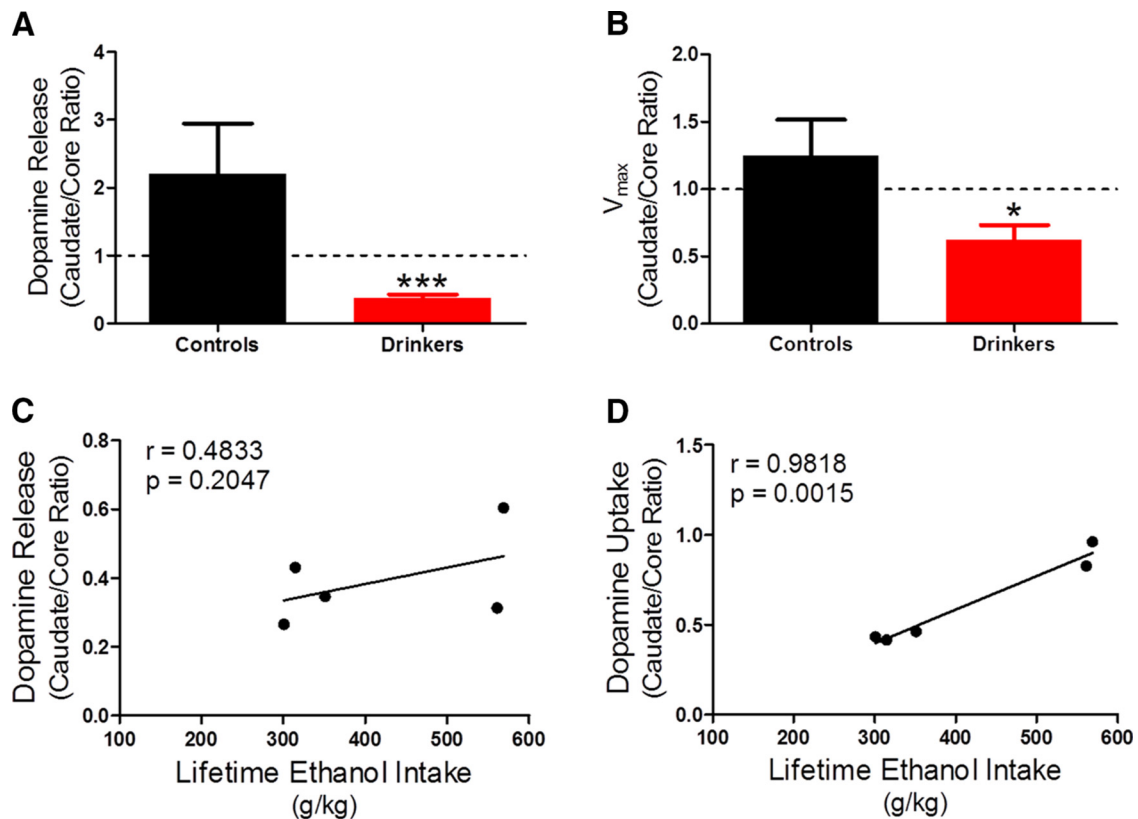 A
Dopamine Release
(Caudate/Core Ratio)
4
3
2
1
0
***
Controls
Drinkers
B
Vmax
(Caudate/Core Ratio)
2.0
1.5
1.0
0.5
0.0
*
Controls
Drinkers
C
Dopamine Release
(Caudate/Core Ratio)
0.8
0.6
0.4
0.2
0.0
r = 0.4833
p = 0.2047
100 200 300 400 500 600
Lifetime Ethanol Intake
(g/kg)
D
Dopamine Uptake
(Caudate/Core Ratio)
1.5
1.0
0.5
0.0
r = 0.9818
p = 0.0015
100 200 300 400 500 600
Lifetime Ethanol Intake
(g/kg)